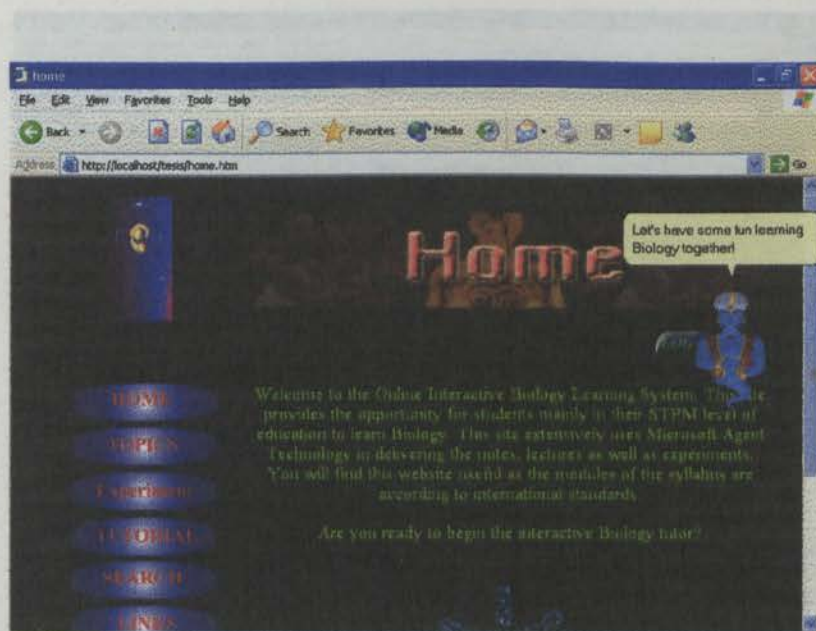 home
File Edit View Favorites Tools Help
Back Search Favorites Media
Address http://localhost/tesis/home.htm Go
Home
Let's have some fun learning
Biology together!
HOME
TOPICS
Experiment
TUTORIAL
SEARCH
LINKS
Welcome to the Online Interactive Biology Learning System. This site
provides the opportunity for students mainly in their STPM level of
education to learn Biology. This site extensively uses Microsoft Agent
Technology in delivering the notes, lectures as well as experiments.
You will find this website useful as the modules of the syllabus are
according to international standards
Are you ready to begin the interactive Biology tutor?